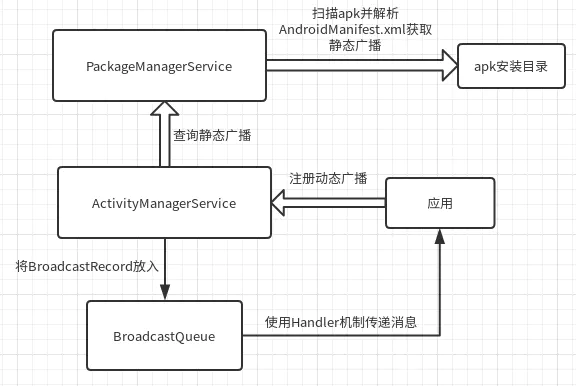 扫描apk并解析
AndroidManifest.xml获取
静态广播
PackageManagerService
apk安装目录
查询静态广播
注册动态广播
ActivityManagerService
应用
将BroadcastRecord放入
使用Handler机制传递消息
BroadcastQueue